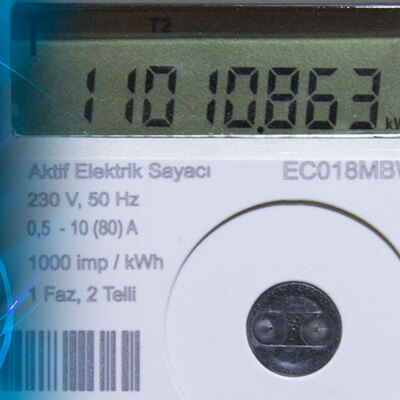 T2
11010.863 kW
Aktif Elektrik Sayacı EC018MBW
230 V, 50 Hz
0,5 - 10 (80) A
1000 imp / kWh
1 Faz, 2 Telli